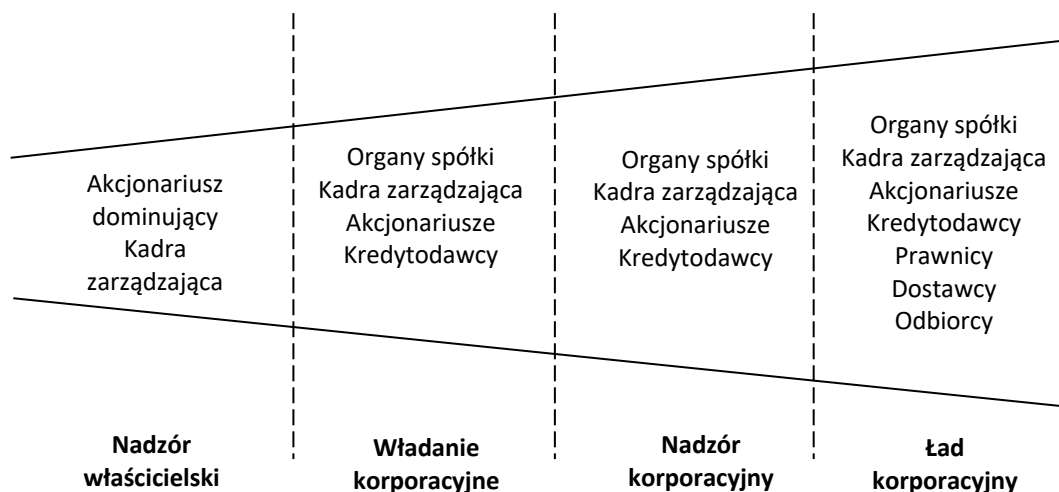 Akcjonariusz
dominujący
Kadra
zarządzająca
Organy spółki
Kadra zarządzająca
Akcjonariusze
Kredytodawcy
Organy spółki
Kadra zarządzająca
Akcjonariusze
Kredytodawcy
Organy spółki
Kadra zarządzająca
Akcjonariusze
Kredytodawcy
Prawnicy
Dostawcy
Odbiorcy
Nadzór
właścicielski
Władanie
korporacyjne
Nadzór
korporacyjny
Ład
korporacyjny